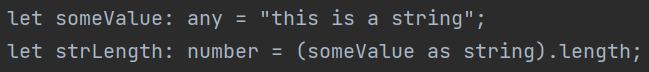 let someValue: any = "this is a string";
let strLength: number = (someValue as string).length;